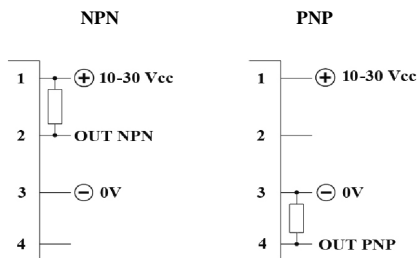 NPN
1 + 10-30 Vcc
2 OUT NPN
3 − 0V
4
PNP
1 + 10-30 Vcc
2
3 − 0V
4 OUT PNP